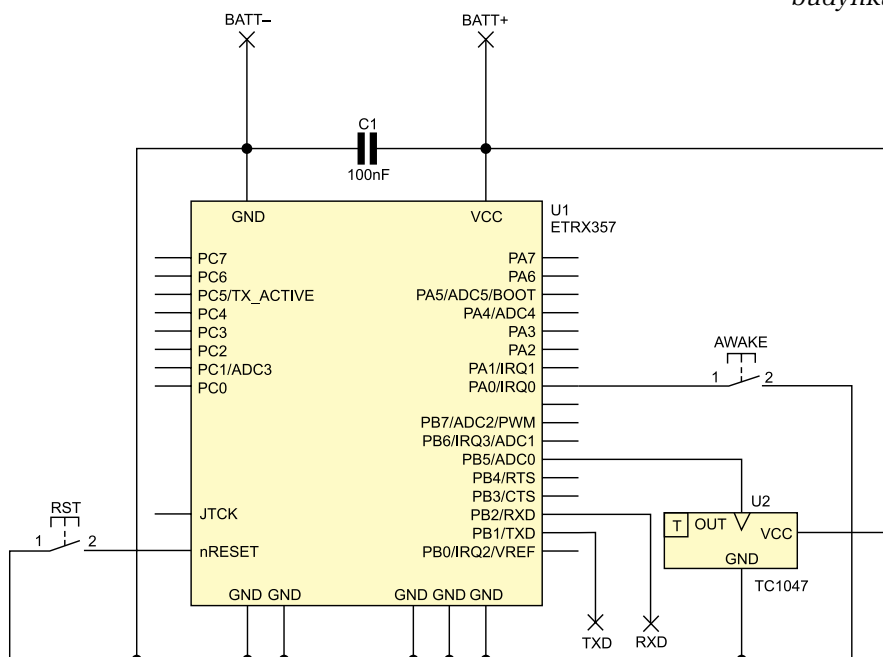 budynk
BATT– BATT+
C1
100nF
U1
ETRX357
GND VCC
PC7 PA7
PC6 PA6
PC5/TX_ACTIVE PA5/ADC5/BOOT
PC4 PA4/ADC4
PC3 PA3
PC2 PA2
PC1/ADC3 PA1/IRQ1
PC0 PA0/IRQ0
AWAKE
1 2
PB7/ADC2/PWM
PB6/IRQ3/ADC1
PB5/ADC0
PB4/RTS
PB3/CTS
JTCK PB2/RXD
PB1/TXD
nRESET PB0/IRQ2/VREF
RST
1 2
U2
T OUT VCC
GND
TC1047
GND GND GND GND GND
TXD RXD